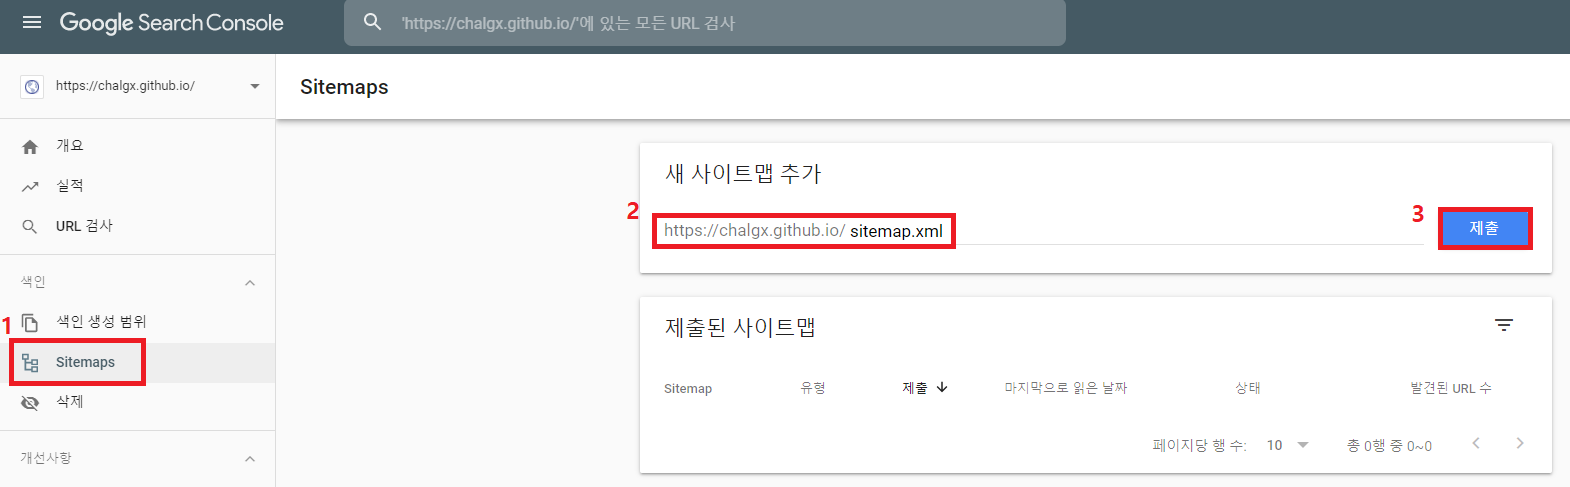 Google Search Console
'https://chalgx.github.io/'에 있는 모든 URL 검사
https://chalgx.github.io/
Sitemaps
개요
실적
URL 검사
색인
색인 생성 범위
1
Sitemaps
삭제
개선사항
새 사이트맵 추가
2
https://chalgx.github.io/ sitemap.xml
3
제출
제출된 사이트맵
Sitemap 유형 제출 마지막으로 읽은 날짜 상태 발견된 URL 수
페이지당 행 수: 10 총 0행 중 0~0